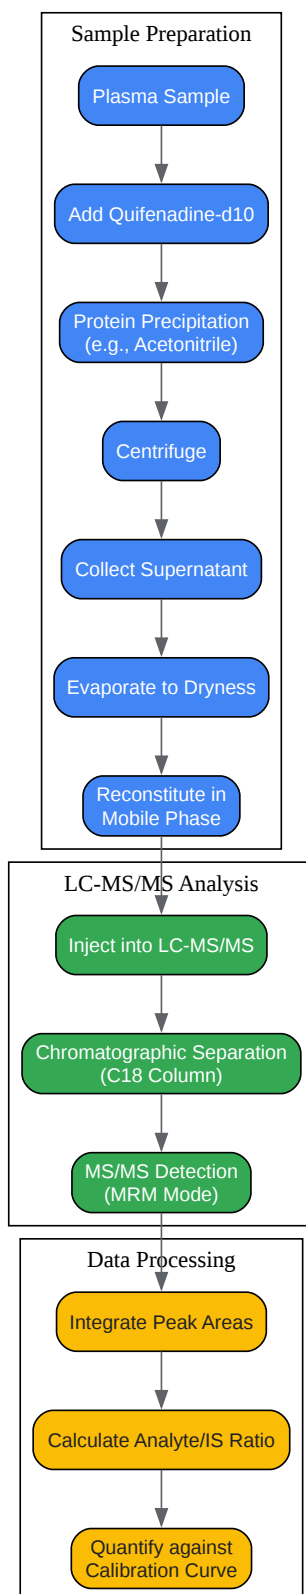 Sample Preparation
Plasma Sample
Add Quifenadine-d10
Protein Precipitation
(e.g., Acetonitrile)
Centrifuge
Collect Supernatant
Evaporate to Dryness
Reconstitute in
Mobile Phase
LC-MS/MS Analysis
Inject into LC-MS/MS
Chromatographic Separation
(C18 Column)
MS/MS Detection
(MRM Mode)
Data Processing
Integrate Peak Areas
Calculate Analyte/IS Ratio
Quantify against
Calibration Curve